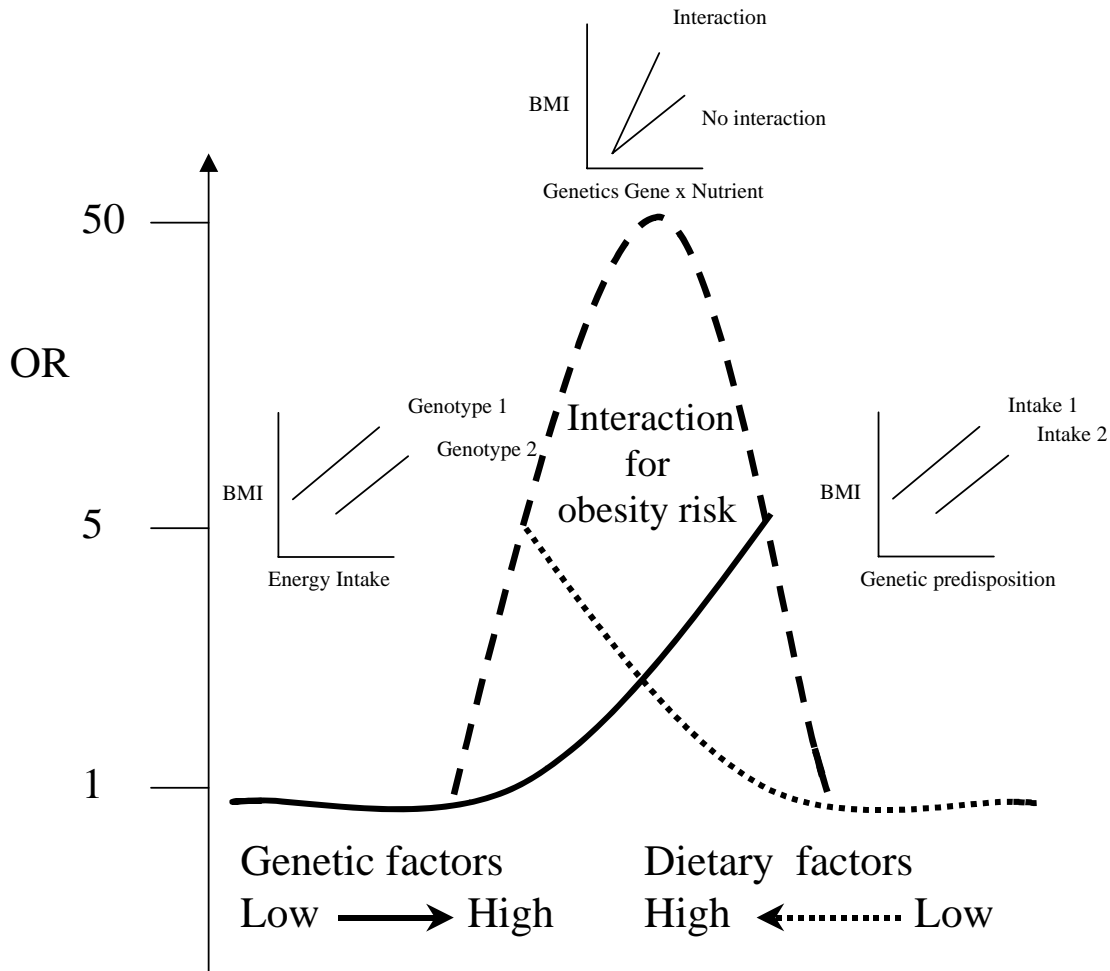 Interaction
BMI
No interaction
Genetics Gene x Nutrient
50
OR
Genotype 1
Genotype 2
BMI
Energy Intake
Interaction
for
obesity risk
Intake 1
Intake 2
BMI
Genetic predisposition
5
1
Genetic factors
Low High
Dietary factors
High Low